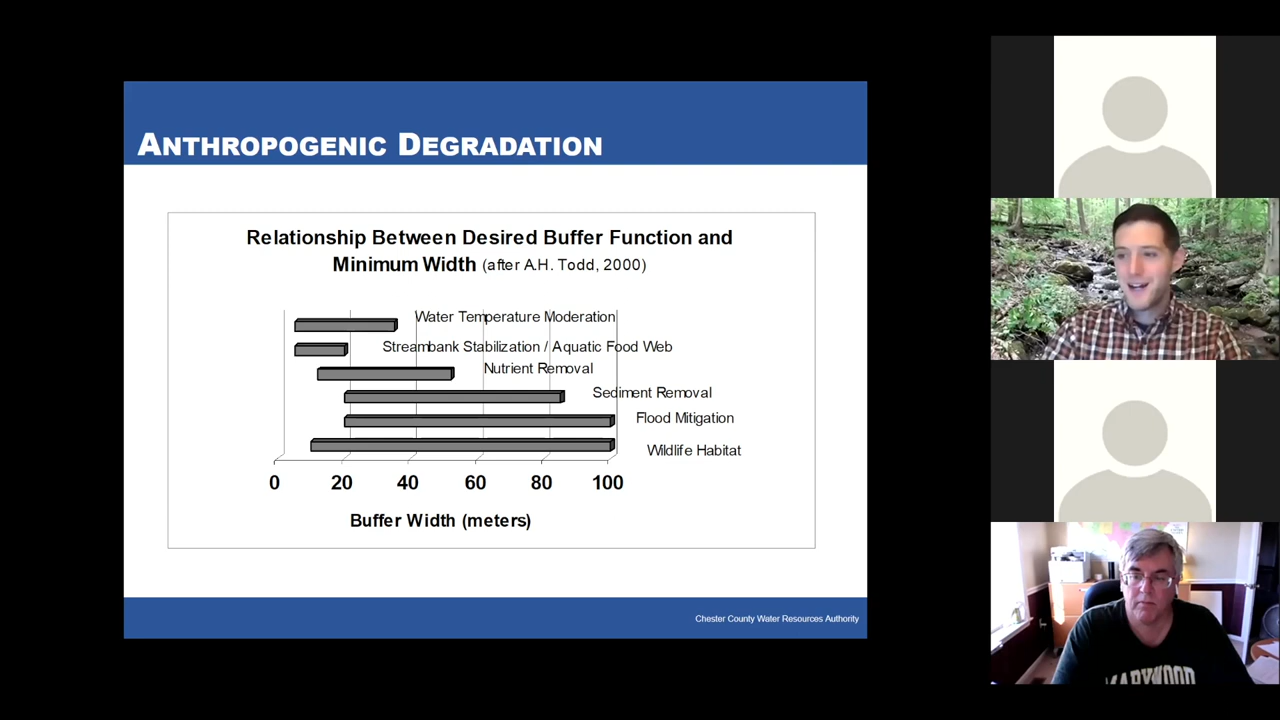 ANTHROPOGENIC DEGRADATION
Relationship Between Desired Buffer Function and
Minimum Width (after A.H. Todd, 2000)
Water Temperature Moderation
Streambank Stabilization / Aquatic Food Web
Nutrient Removal
Sediment Removal
Flood Mitigation
Wildlife Habitat
0 20 40 60 80 100
Buffer Width (meters)
Chester County Water Resources Authority
MARYWOOD